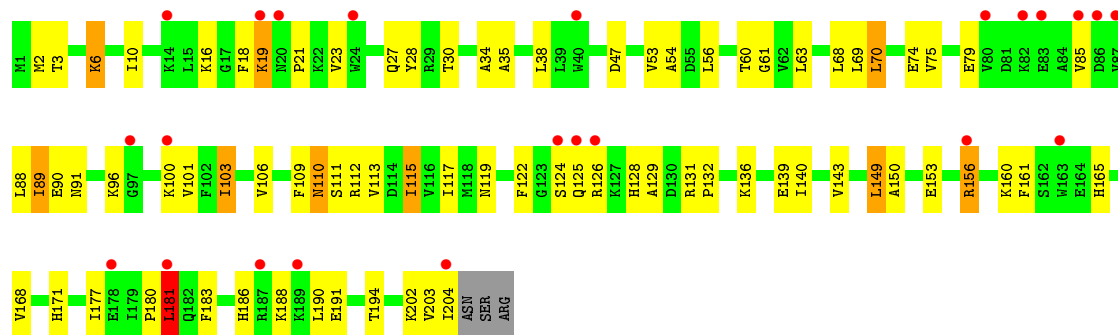 M1 M2 T3 K6 I10 K14 L15 K16 G17 F18 K19 N20 P21 K22 V23 W24 Q27 Y28 R29 T30 A34 A35 L38 L39 W40 D47 V53 A54 D55 L56 T60 G61 V62 L63 L68 L69 L70 E74 V75 E79 V80 D81 K82 E83 A84 V85 D86 V87
L88 I89 E90 N91 K96 G97 K100 V101 F102 I103 V106 F109 N110 S111 R112 V113 D114 I115 V116 I117 M118 N119 F122 G123 S124 Q125 R126 K127 H128 A129 D130 R131 P132 K136 E139 I140 V143 L149 A150 E153 R156 K160 F161 S162 W163 E164 H165
V168 H171 I177 E178 I179 P180 L181 Q182 F183 H186 R187 K188 K189 L190 E191 T194 K202 V203 I204 ASN SER ARG